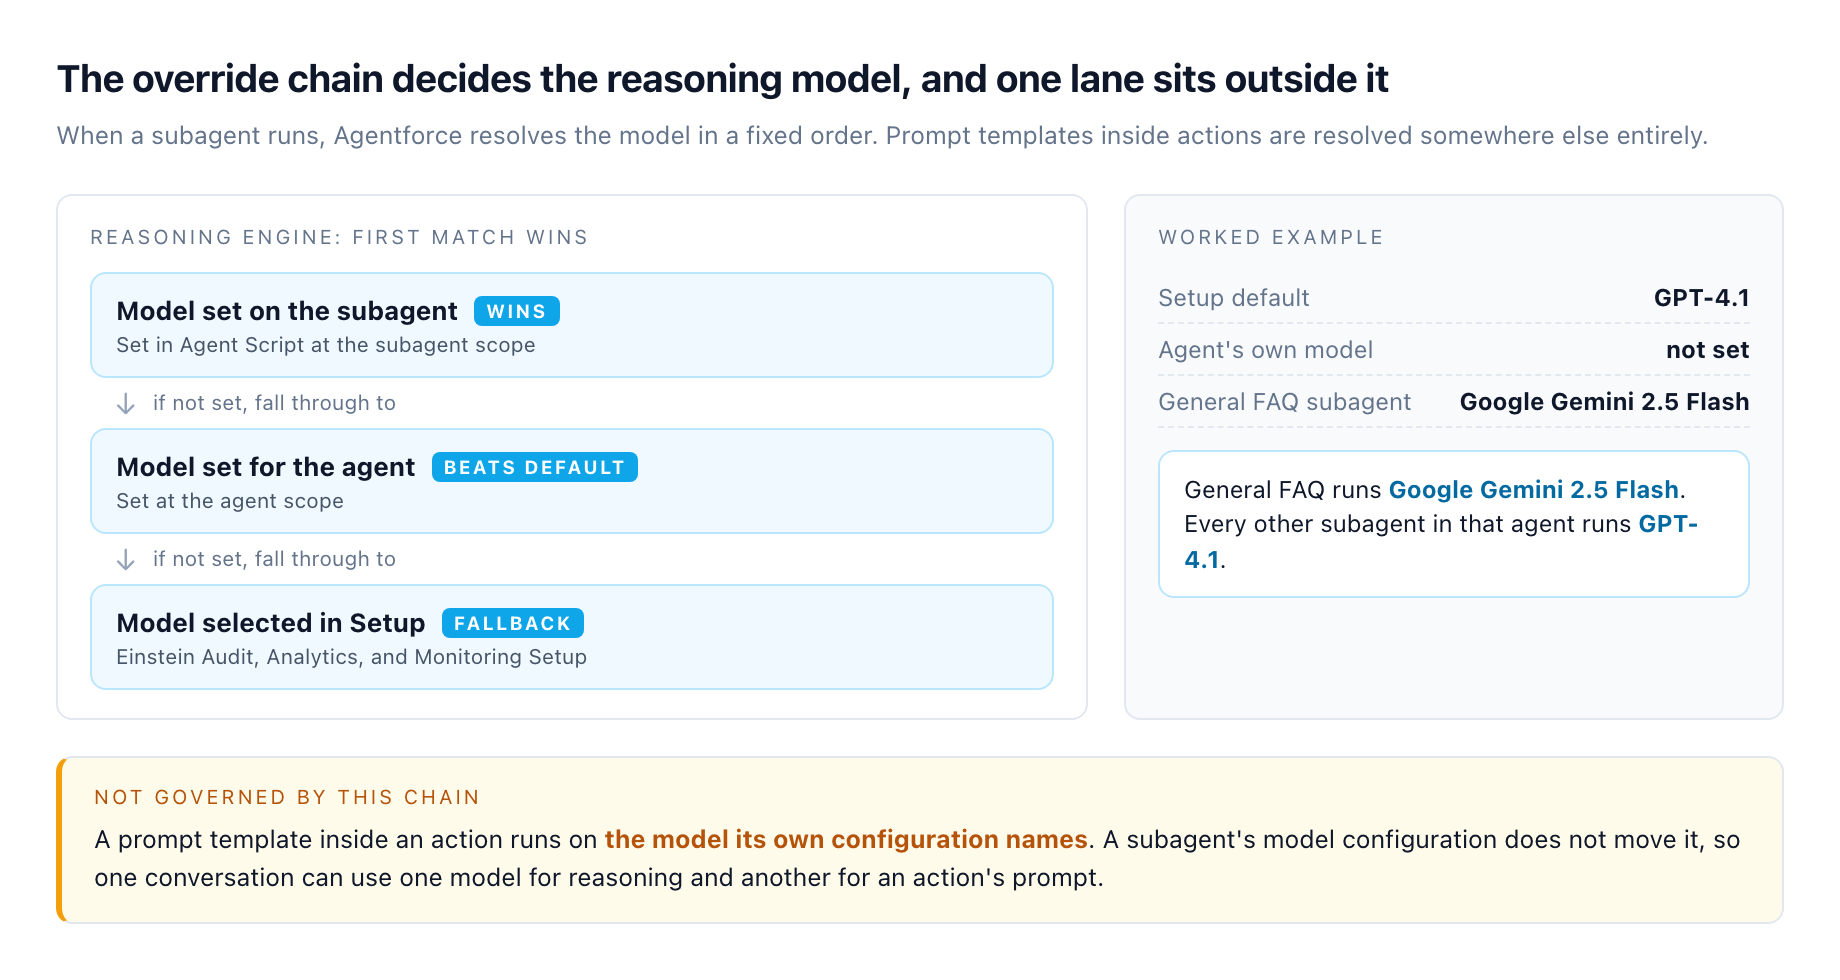 The override chain decides the reasoning model, and one lane sits outside it
When a subagent runs, Agentforce resolves the model in a fixed order. Prompt templates inside actions are resolved somewhere else entirely.
REASONING ENGINE: FIRST MATCH WINS
Model set on the subagent WINS
Set in Agent Script at the subagent scope
↓ if not set, fall through to
Model set for the agent BEATS DEFAULT
Set at the agent scope
↓ if not set, fall through to
Model selected in Setup FALLBACK
Einstein Audit, Analytics, and Monitoring Setup
WORKED EXAMPLE
Setup default GPT-4.1
Agent's own model not set
General FAQ subagent Google Gemini 2.5 Flash
General FAQ runs Google Gemini 2.5 Flash.
Every other subagent in that agent runs GPT-
4.1.
NOT GOVERNED BY THIS CHAIN
A prompt template inside an action runs on the model its own configuration names. A subagent's model configuration does not move it, so
one conversation can use one model for reasoning and another for an action's prompt.